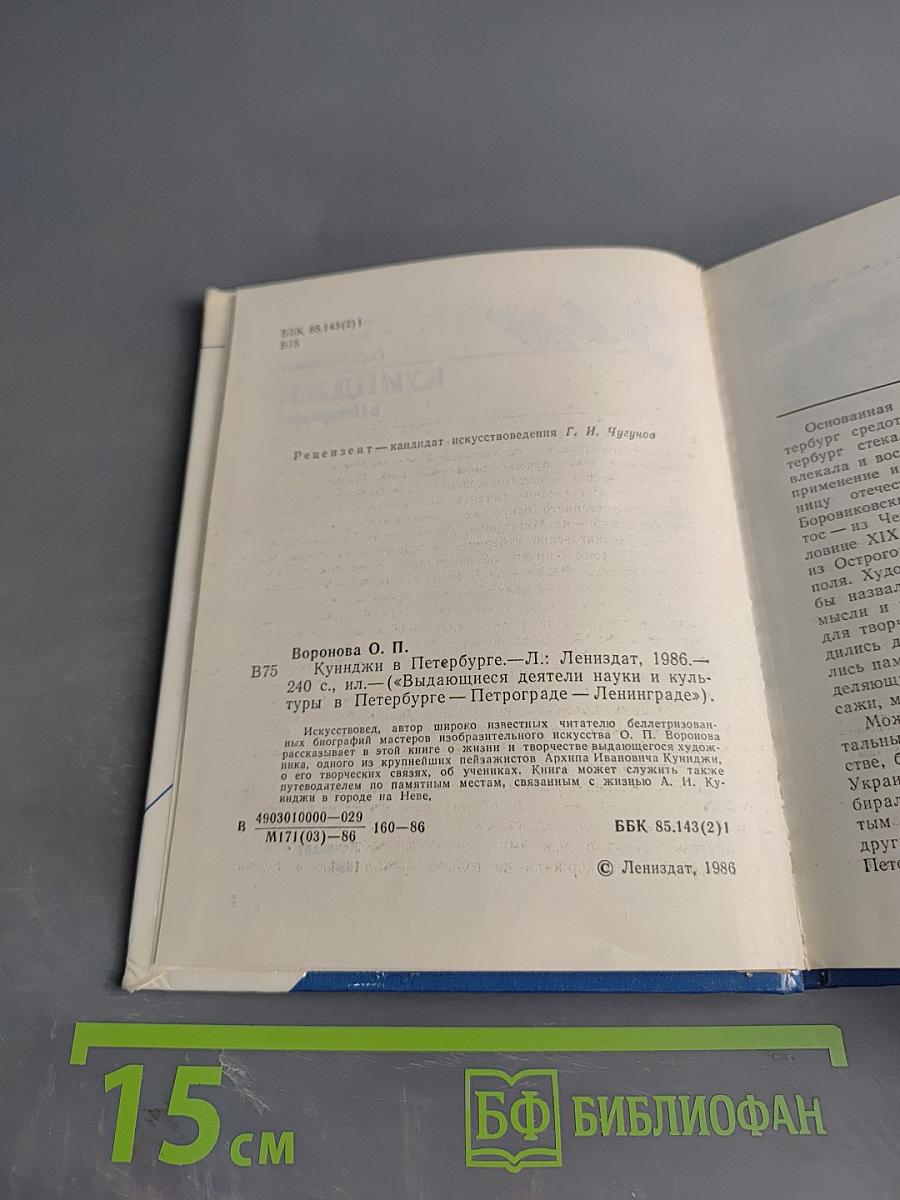 ББК 85.143(2)1
В75
Рецензент — кандидат искусствоведения Г. И. Чугунов
Воронова О. П.
В75 Куинджи в Петербурге.—Л.: Лениздат, 1986.—
240 с., ил.— («Выдающиеся деятели науки и куль-
туры в Петербурге — Петрограде — Ленинграде»).
Искусствовед, автор широко известных читателю беллетризован-
ных биографий мастеров изобразительного искусства О. П. Воронова
рассказывает в этой книге о жизни и творчестве выдающегося худож-
ника, одного из крупнейших пейзажистов Архипа Ивановича Куинджи,
о его творческих связях, об учениках. Книга может служить также
путеводителем по памятным местам, связанным с жизнью А. И. Ку-
инджи в городе на Неве.
В 4903010000—029
М171(03)—86 160—86
ББК 85.143(2)1
© Лениздат, 1986
Основанная
тербург средот
тербург стека
влекала и вос
применение и
ницу отечест
Боровиковски
тос — из Че
ловине XIX
из Острого
поля. Худо
бы назвал
мысли и
для творч
дились д
лись пам
деляющи
сажи, м
Мож
тальны
стве, б
Украи
бирал
тым
друг
Пете
15 см
БФ БИБЛИОФАН